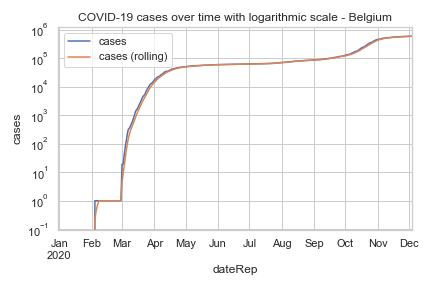 COVID-19 cases over time with logarithmic scale - Belgium
cases
cases (rolling)
10⁶
10⁵
10⁴
10³
10²
10¹
10⁰
10⁻¹
cases
Jan Feb Mar Apr May Jun Jul Aug Sep Oct Nov Dec
2020
dateRep